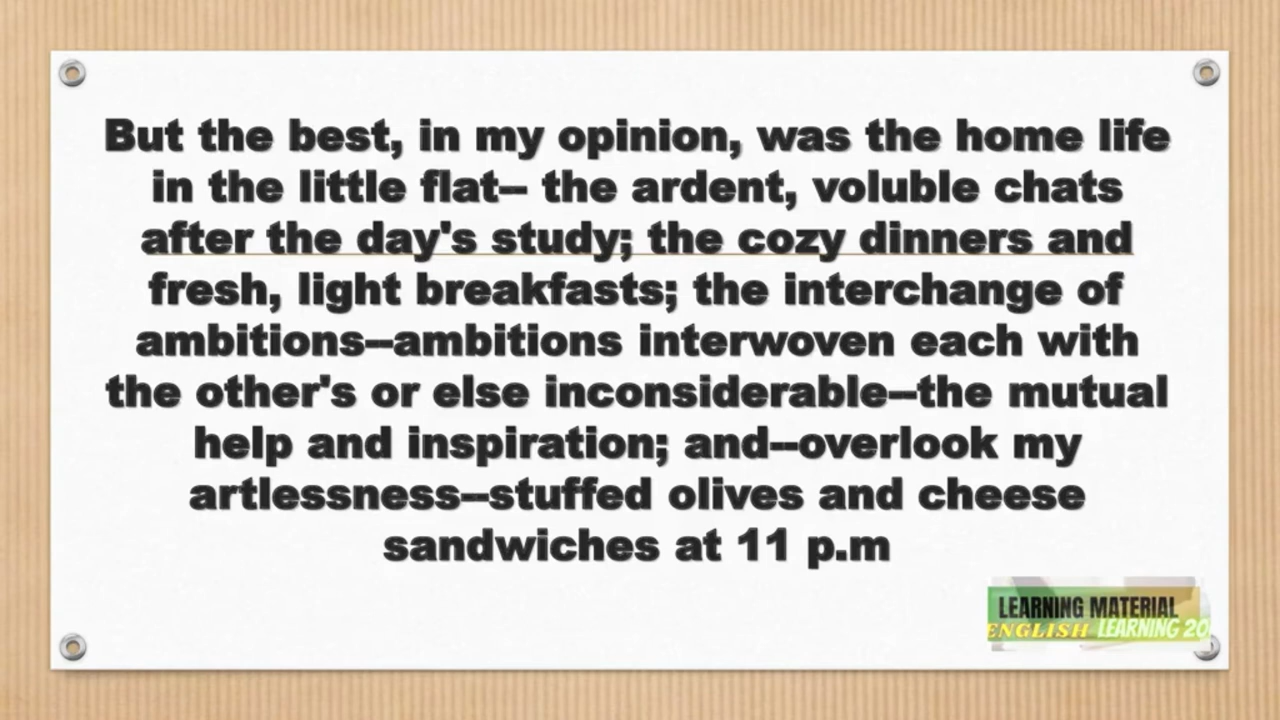 But the best, in my opinion, was the home life
in the little flat-- the ardent, voluble chats
after the day's study; the cozy dinners and
fresh, light breakfasts; the interchange of
ambitions--ambitions interwoven each with
the other's or else inconsiderable--the mutual
help and inspiration; and--overlook my
artlessness--stuffed olives and cheese
sandwiches at 11 p.m
LEARNING MATERIAL
ENGLISH LEARNING 20